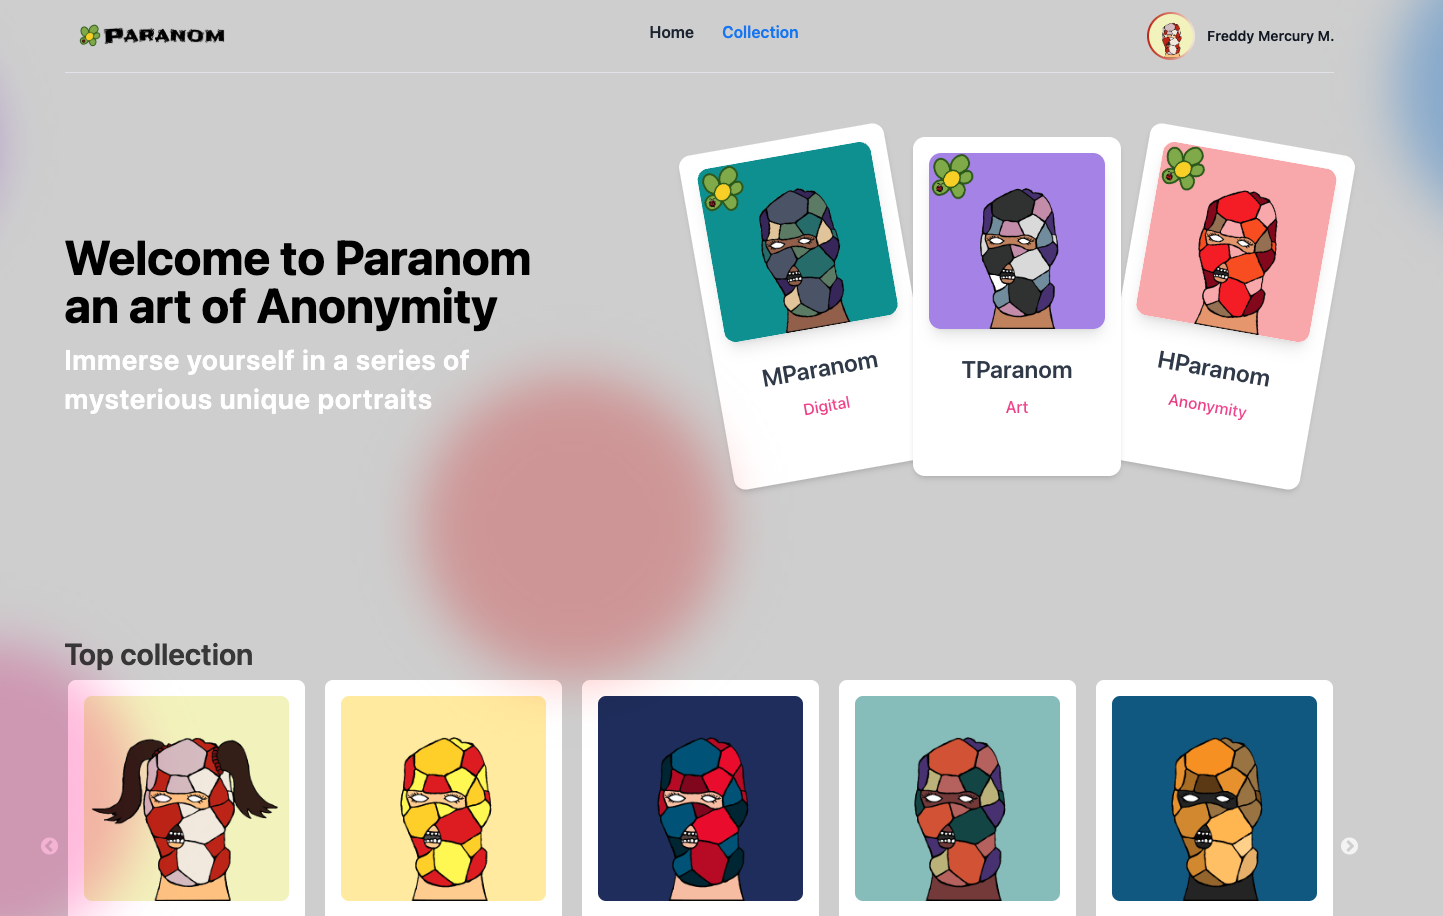 PARANOM
Home
Collection
Freddy Mercury M.
Welcome to Paranom
an art of Anonymity
Immerse yourself in a series of
mysterious unique portraits
MParanom
Digital
TParanom
Art
HParanom
Anonymity
Top collection